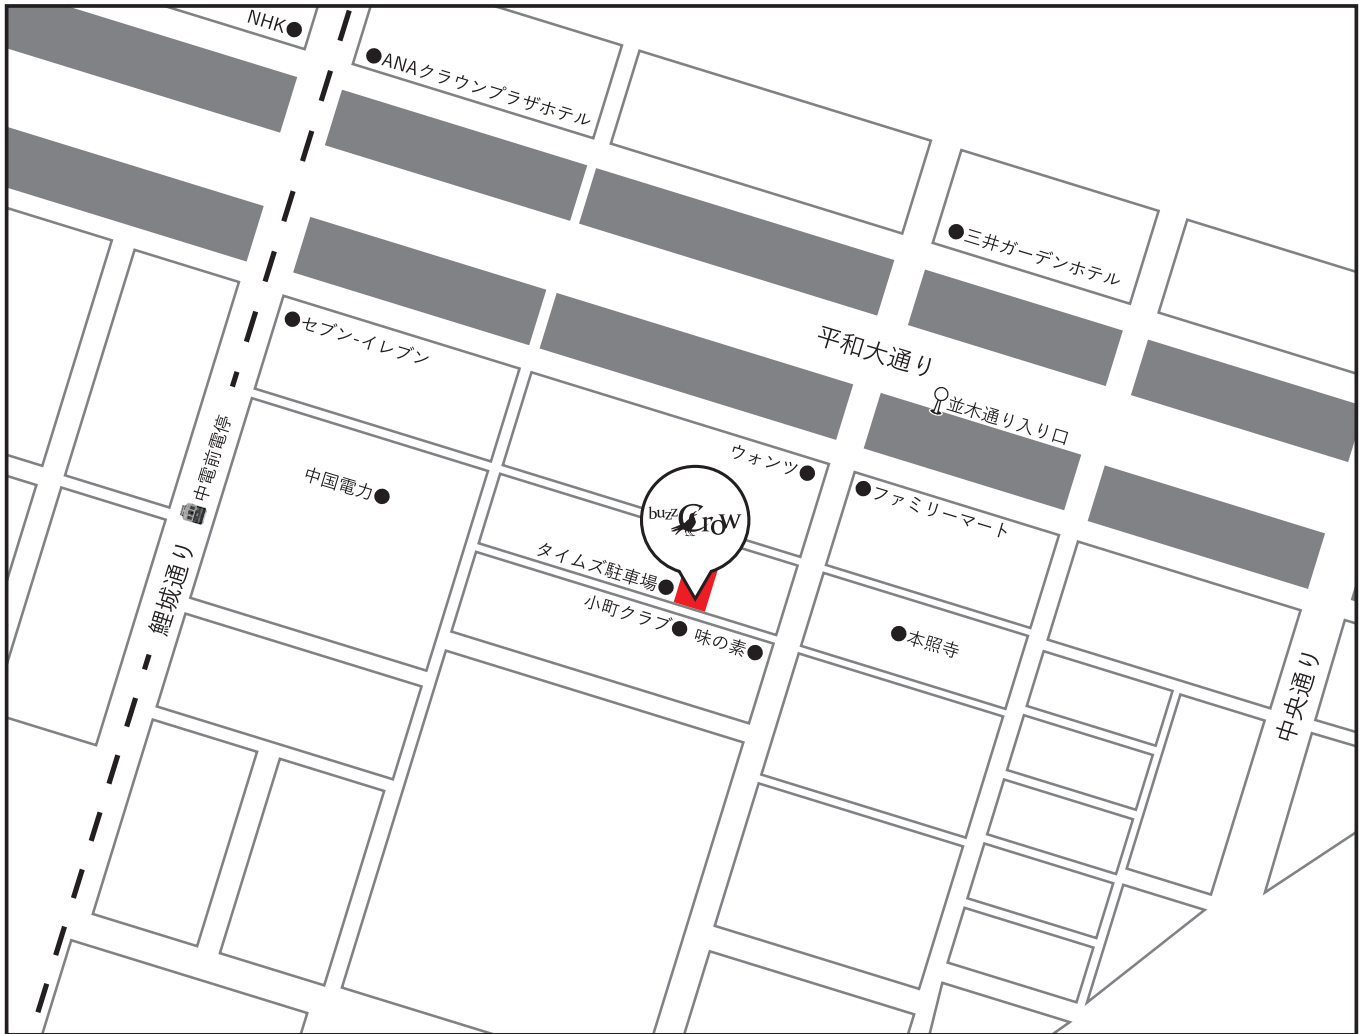 NHK
ANAクラウンプラザホテル
三井ガーデンホテル
セブン-イレブン
平和大通り
並木通り入り口
中電前電停
中国電力
ウォンツ
ファミリーマート
buzz Crow
タイムズ駐車場
小町クラブ
味の素
本照寺
鯉城通り
中央通り